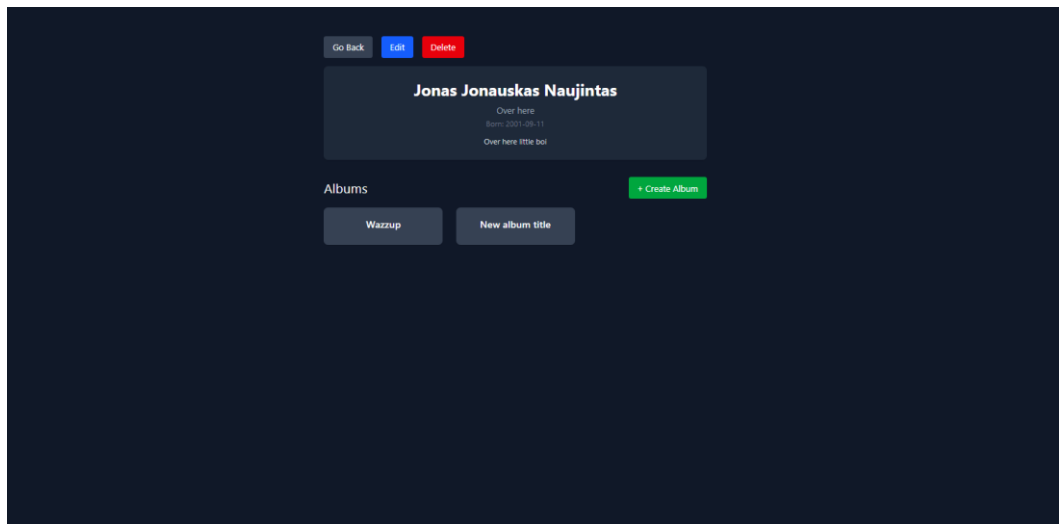 Go Back Edit Delete
Jonas Jonauskas Naujintas
Over here
Born: 2001-09-11
Over here little boi
Albums + Create Album
Wazzup New album title